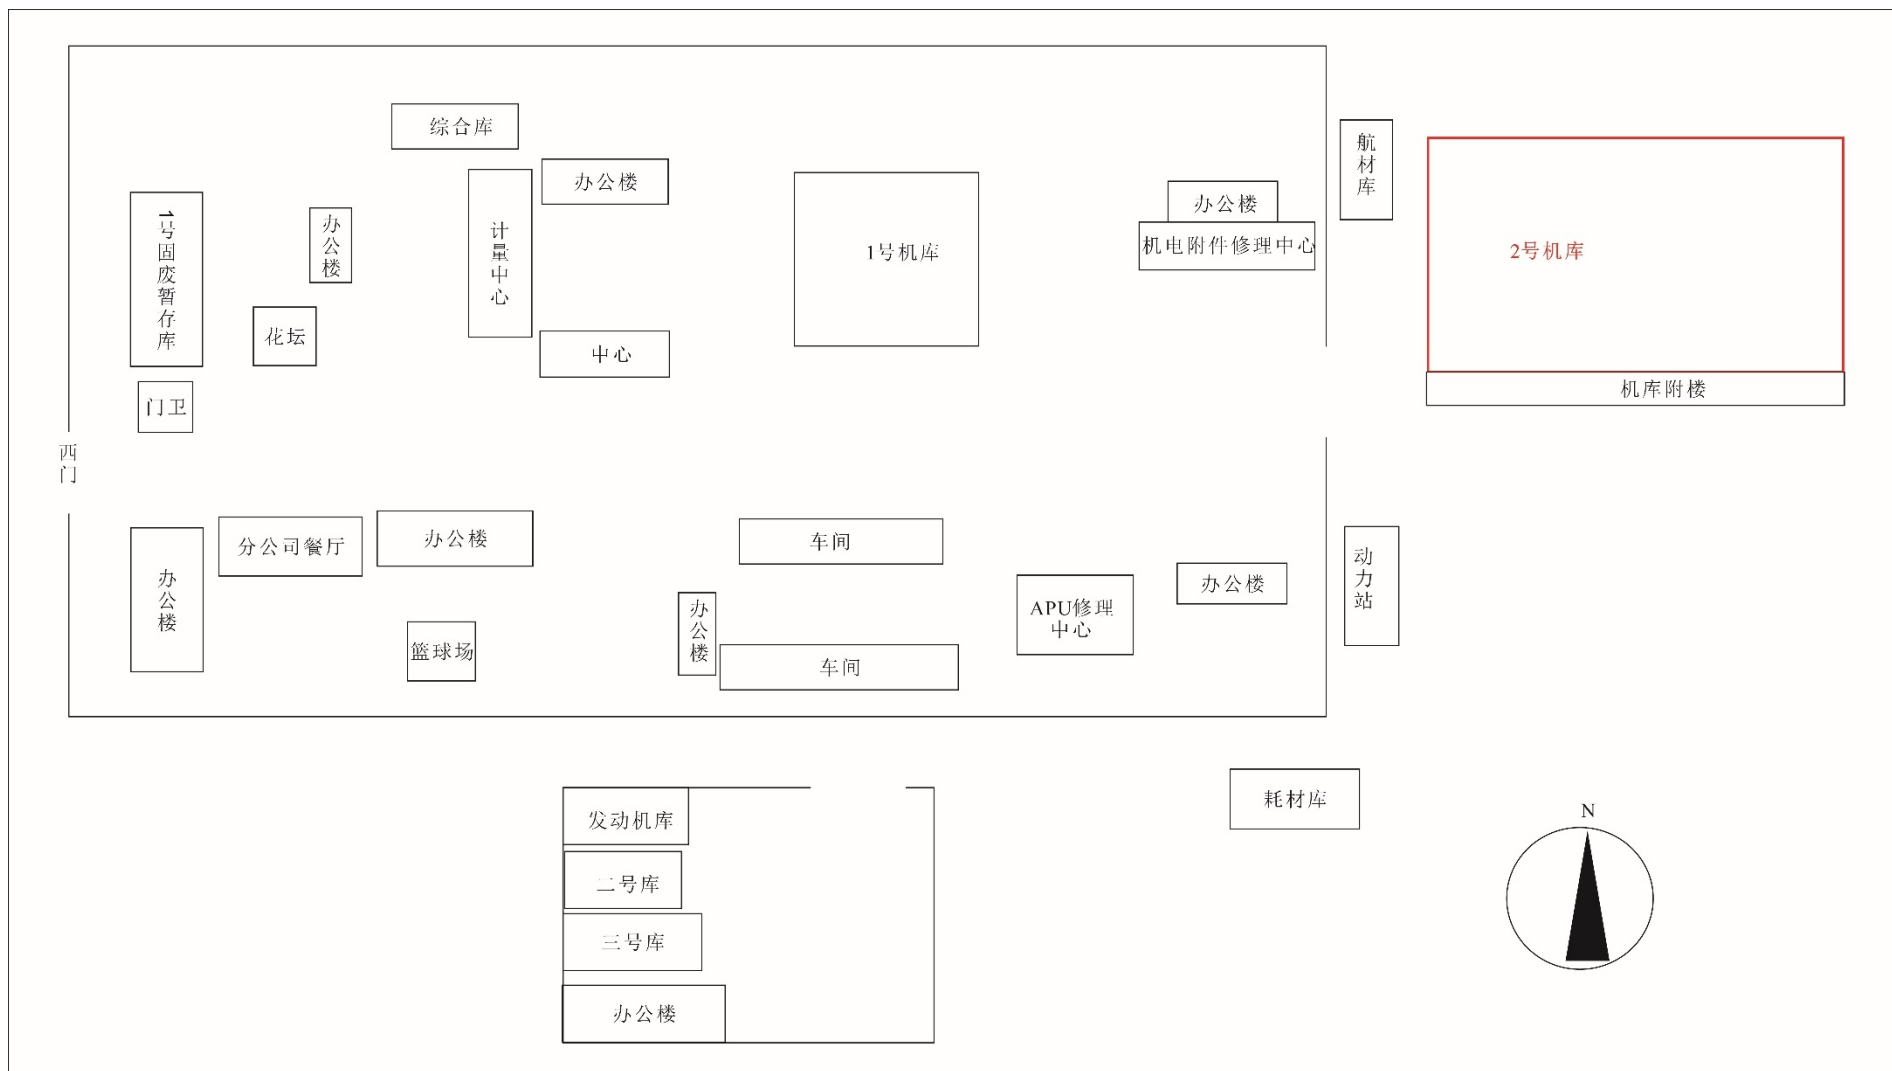 综合库
航材库
办公楼
办公楼
1号固废暂存库
办公楼
计量中心
1号机库
机电附件修理中心
2号机库
花坛
中心
机库附楼
门卫
西门
分公司餐厅
办公楼
车间
办公楼
办公楼
动力站
办公楼
APU修理
中心
篮球场
车间
耗材库
发动机库
N
二号库
三号库
办公楼